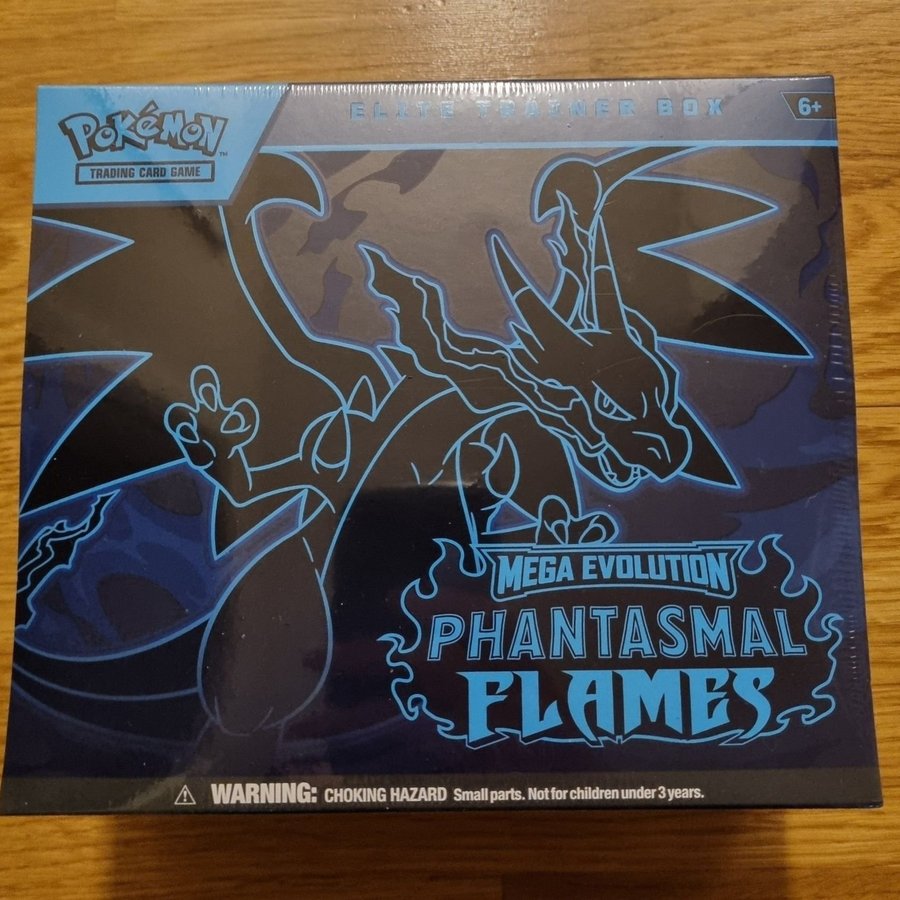 POKÉMON™
TRADING CARD GAME
ELITE TRAINER BOX
6+
MEGA EVOLUTION
PHANTASMAL
FLAMES
WARNING: CHOKING HAZARD Small parts. Not for children under 3 years.